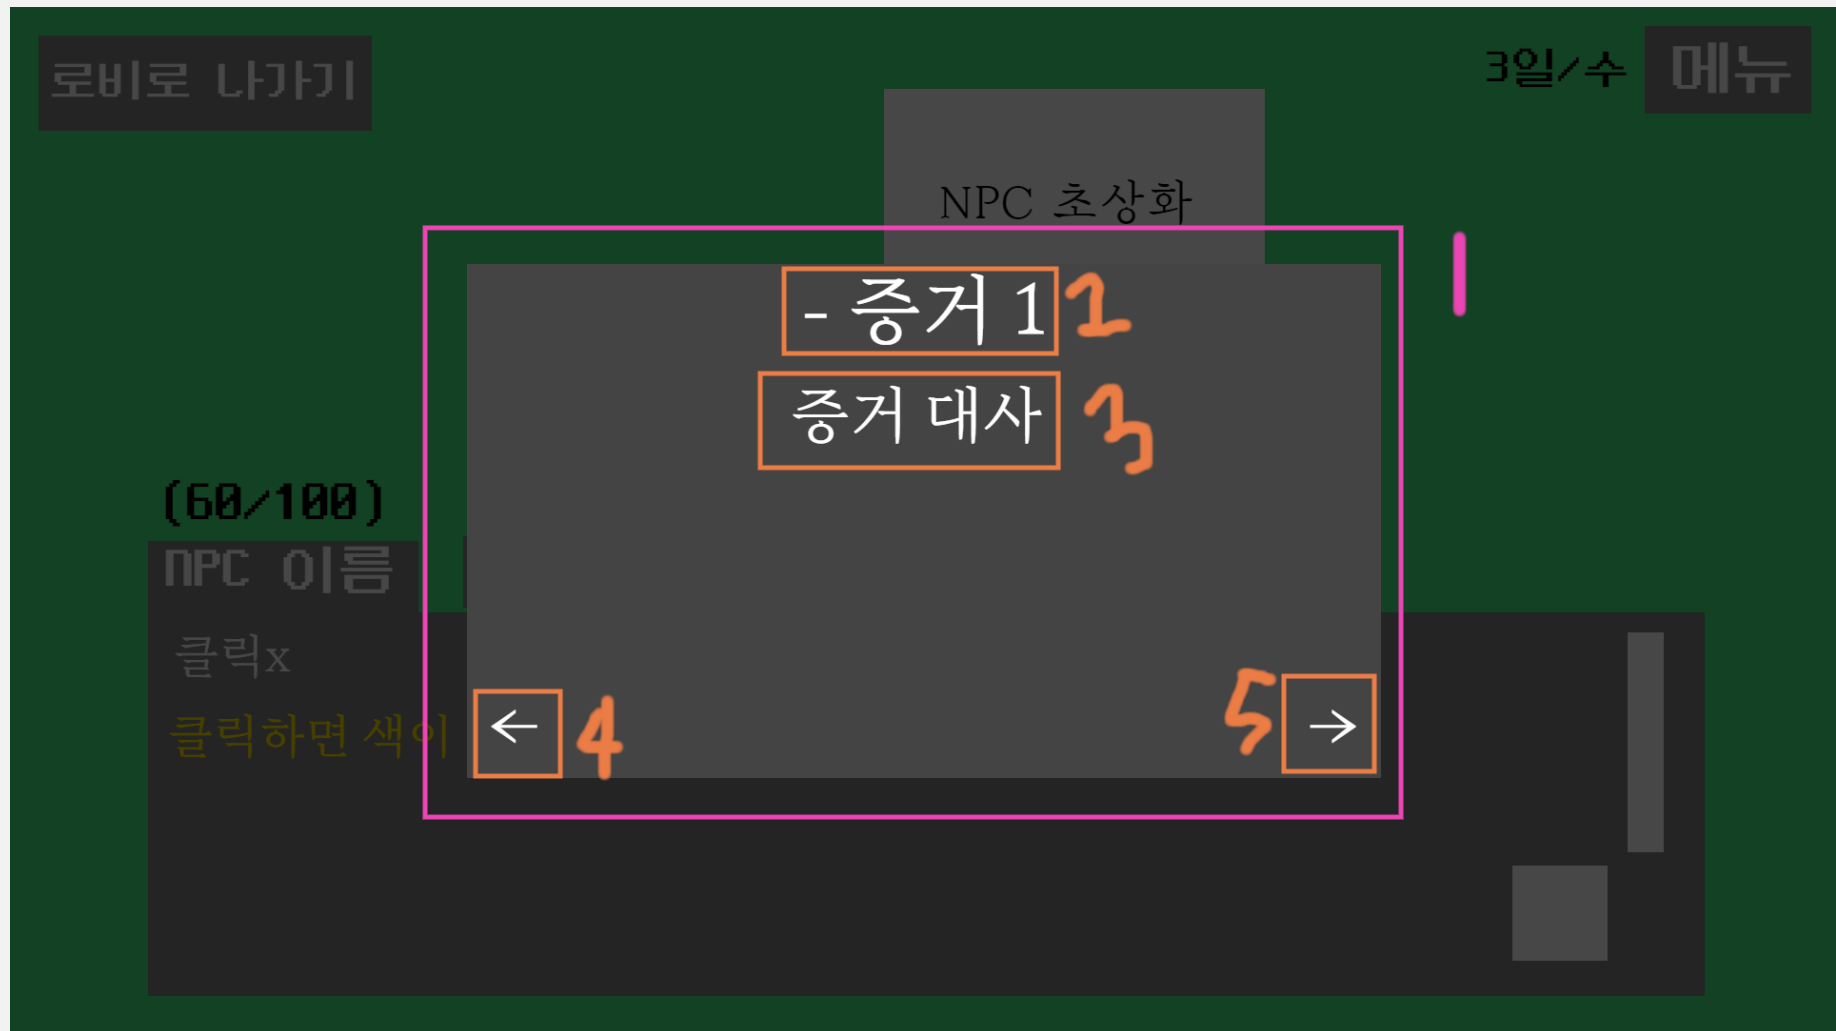 로비로 나가기
3일/수
메뉴
NPC 초상화
1
- 증거 1
2
증거 대사
3
(60/100)
NPC 이름
클릭x
클릭하면 색이
←
4
5
→